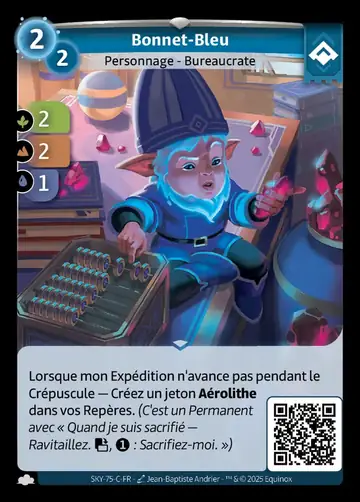 2
Bonnet-Bleu
2
Personnage - Bureaucrate
2
2
1
Lorsque mon Expédition n'avance pas pendant le
Crépuscule — Créez un jeton Aérolithe
dans vos Repères. (C'est un Permanent
avec « Quand je suis sacrifié —
Ravitaillez. , 1 : Sacrifiez-moi. »)
SKY-75-C-FR - Jean-Baptiste Andrier - ™ & © 2025 Equinox